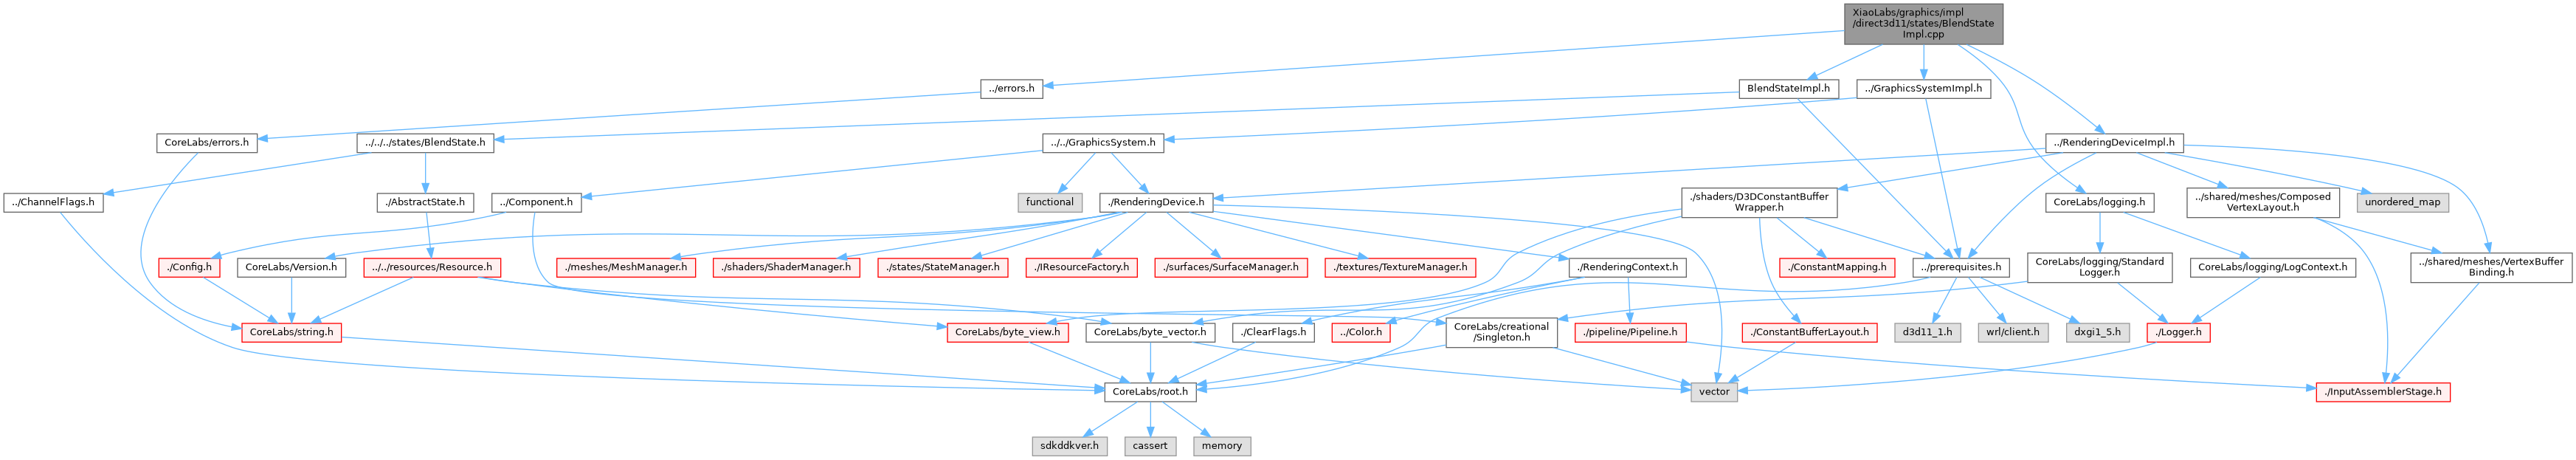 XiaoLabs/graphics/impl
/direct3d11/states/BlendState
Impl.cpp
../errors.h
BlendStateImpl.h
../GraphicsSystemImpl.h
CoreLabs/errors.h
../../../states/BlendState.h
../../GraphicsSystem.h
../RenderingDeviceImpl.h
../ChannelFlags.h
./AbstractState.h
../Component.h
functional
./RenderingDevice.h
./shaders/D3DConstantBuffer
Wrapper.h
CoreLabs/logging.h
../shared/meshes/Composed
VertexLayout.h
unordered_map
./Config.h
CoreLabs/Version.h
../../resources/Resource.h
./meshes/MeshManager.h
./shaders/ShaderManager.h
./states/StateManager.h
./IResourceFactory.h
./surfaces/SurfaceManager.h
./textures/TextureManager.h
./RenderingContext.h
./ConstantMapping.h
../prerequisites.h
CoreLabs/logging/Standard
Logger.h
CoreLabs/logging/LogContext.h
../shared/meshes/VertexBuffer
Binding.h
CoreLabs/string.h
CoreLabs/byte_view.h
CoreLabs/byte_vector.h
./ClearFlags.h
../Color.h
CoreLabs/creational
/Singleton.h
./pipeline/Pipeline.h
./ConstantBufferLayout.h
d3d11_1.h
wrl/client.h
dxgi1_5.h
./Logger.h
CoreLabs/root.h
vector
./InputAssemblerStage.h
sdkddkver.h
cassert
memory